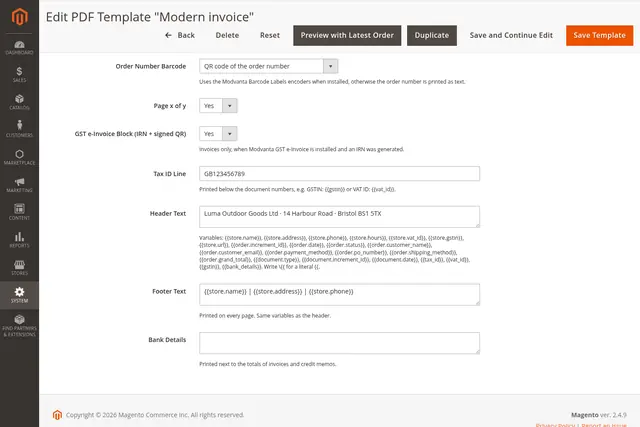 Edit PDF Template "Modern invoice"
Back Delete Reset Preview with Latest Order Duplicate Save and Continue Edit Save Template
DASHBOARD
SALES
CATALOG
CUSTOMERS
MARKETPLACE
MARKETING
CONTENT
REPORTS
STORES
SYSTEM
FIND PARTNERS
& EXTENSIONS
Order Number Barcode QR code of the order number
Uses the Modvanta Barcode Labels encoders when installed, otherwise the order number is printed as text.
Page x of y Yes
GST e-Invoice Block (IRN + signed QR) Yes
Invoices only, when Modvanta GST e-Invoice is installed and an IRN was generated.
Tax ID Line GB123456789
Printed below the document numbers, e.g. GSTIN: {{gstin}} or VAT ID: {{vat_id}}.
Header Text Luma Outdoor Goods Ltd · 14 Harbour Road · Bristol BS1 5TX
Variables: {{store.name}}, {{store.address}}, {{store.phone}}, {{store.hours}}, {{store.vat_id}}, {{store.gstin}},
{{store.url}}, {{order.increment_id}}, {{order.date}}, {{order.status}}, {{order.customer_name}},
{{order.customer_email}}, {{order.payment_method}}, {{order.po_number}}, {{order.shipping_method}},
{{order.grand_total}}, {{document.type}}, {{document.increment_id}}, {{document.date}}, {{tax_id}}, {{vat_id}},
{{gstin}}, {{bank_details}}. Write \{{ for a literal {{.
Footer Text {{store.name}} | {{store.address}} | {{store.phone}}
Printed on every page. Same variables as the header.
Bank Details
Printed next to the totals of invoices and credit memos.
Copyright © 2026 Magento Commerce Inc. All rights reserved. Magento ver. 2.4.9
Privacy Policy | Report an Issue